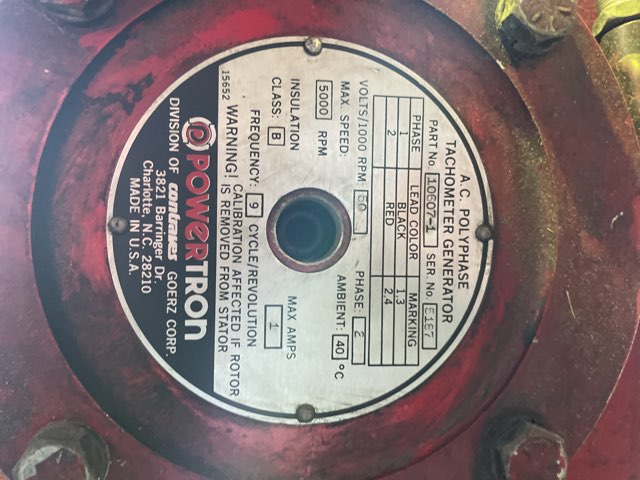 A.C. POLYPHASE
TACHOMETER GENERATOR
PART No. 10607-1 SER. No.
PHASE LEAD COLOR MARKING
1 BLACK 1,3
2 RED 2,4
VOLTS/1000 RPM: 50 PHASE: 2
MAX. SPEED: 5000 RPM
AMBIENT: 40 °C
INSULATION CLASS: B
MAX AMPS 1
FREQUENCY: 9 CYCLE/REVOLUTION
WARNING! CALIBRATION AFFECTED IF ROTOR
IS REMOVED FROM STATOR
15652
POWERTRON
DIVISION OF contraves GOERZ CORP.
3821 Barringer Dr.
Charlotte, N.C. 28210
MADE IN U.S.A.